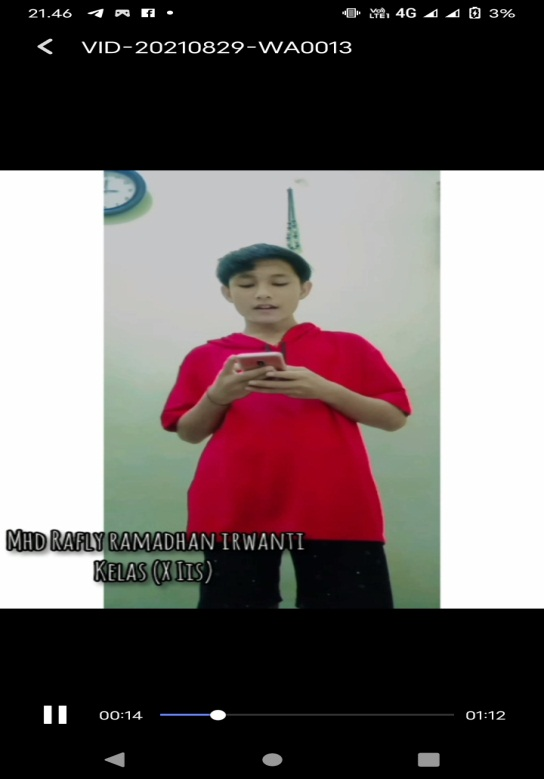 21.46
4G
3%
VID-20210829-WA0013
MHD RAFLY RAMADHAN IRWANTI
KELAS (X IIS)
00:14
01:12